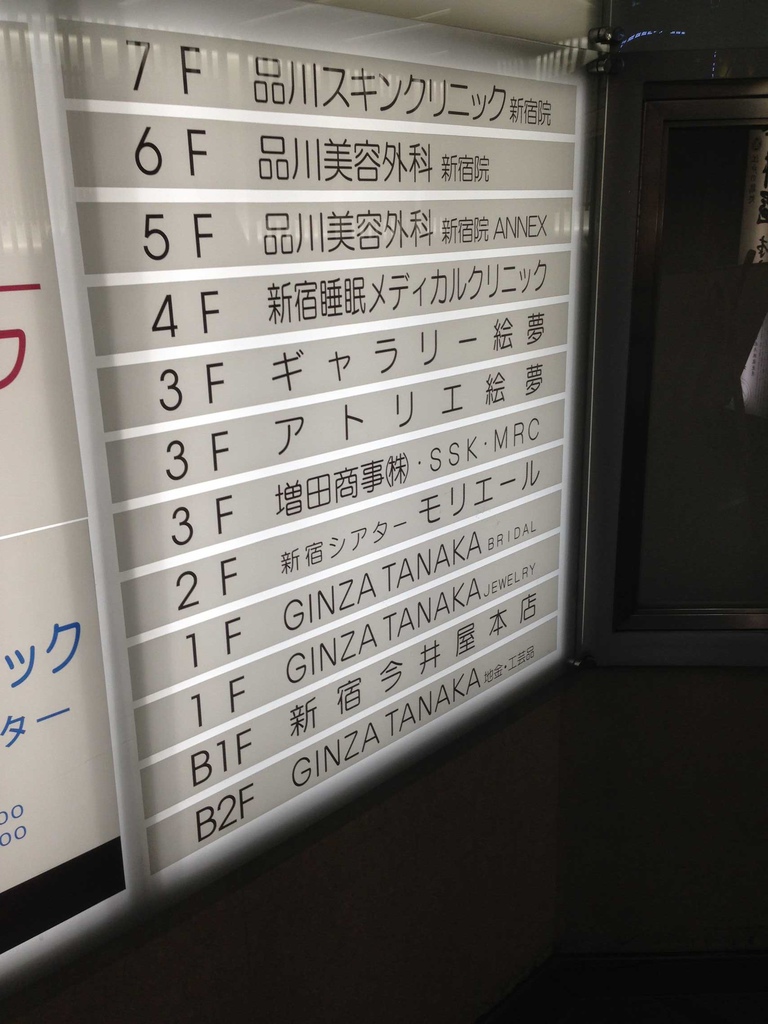 7F 品川スキンクリニック 新宿院
6F 品川美容外科 新宿院
5F 品川美容外科 新宿院 ANNEX
4F 新宿睡眠メディカルクリニック
3F ギャラリー絵夢
3F アトリエ絵夢
3F 増田商事㈱・SSK・MRC
2F 新宿シアター モリエール
1F GINZA TANAKA BRIDAL
1F GINZA TANAKA JEWELRY
B1F 新宿今井屋本店
B2F GINZA TANAKA 地金・工芸品
ック
ター
00
00